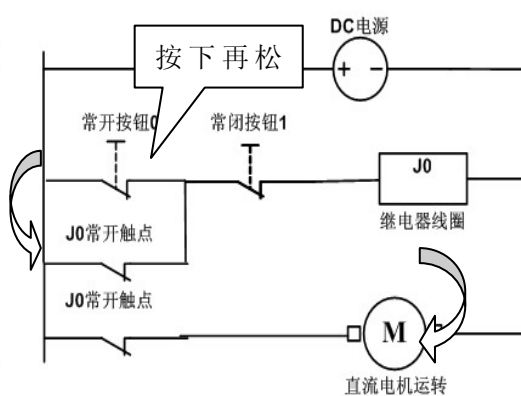 DC电源
按下再松
+ -
常开按钮0
常闭按钮1
J0
J0常开触点
继电器线圈
J0常开触点
M
直流电机运转